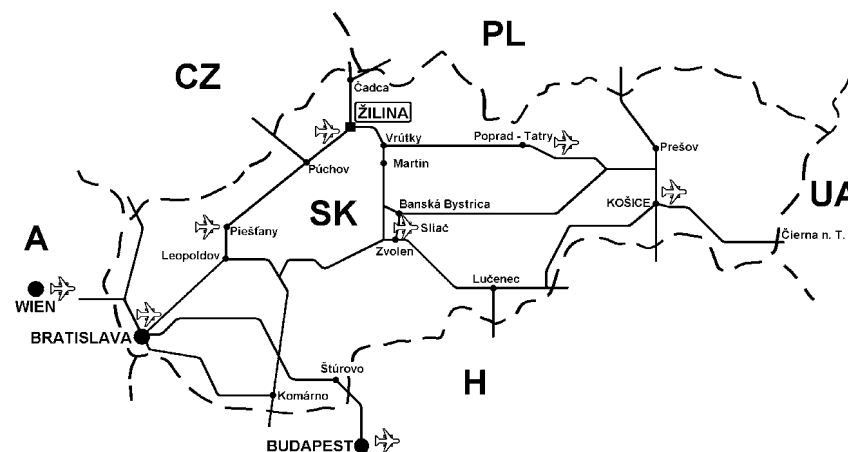 PL
CZ
Čadca
ŽILINA
Vrútky
Poprad - Tatry
Prešov
Púchov
Martin
SK
Banská Bystrica
KOŠICE
UA
A
Piešťany
Sliač
Čierna n. T.
Leopoldov
Zvolen
WIEN
Lučenec
BRATISLAVA
Štúrovo
H
Komárno
BUDAPEST